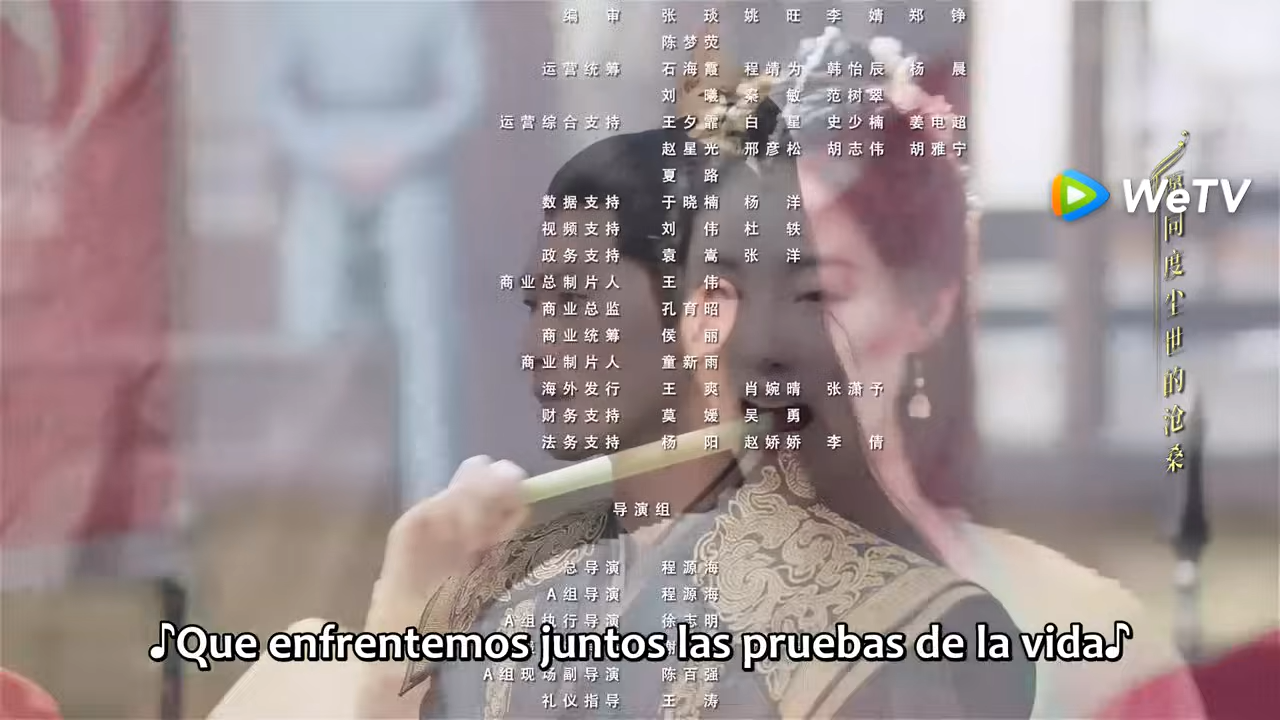 编审 张琰 姚旺 李婧 郑铮
陈梦荧
运营统筹 石海霞 程靖为 韩怡辰 杨晨
刘曦 桑敏 范树翠
运营综合支持 王夕霏 白星 史少楠 姜电超
赵星光 邢彦松 胡志伟 胡雅宁
夏路
数据支持 于晓楠 杨洋
视频支持 刘伟 杜轶
政务支持 袁嵩 张洋
商业总制片人 王伟
商业总监 孔育昭
商业统筹 侯丽
商业制片人 童新雨
海外发行 王爽 肖婉晴 张潇予
财务支持 莫媛 吴勇
法务支持 杨阳 赵娇娇 李倩
导演组
总导演 程源海
A组导演 程源海
A组执行导演 徐志明
A组现场副导演 陈百强
礼仪指导 王涛
WeTV
同度尘世的沧桑
♪Que enfrentemos juntos las pruebas de la vida♪